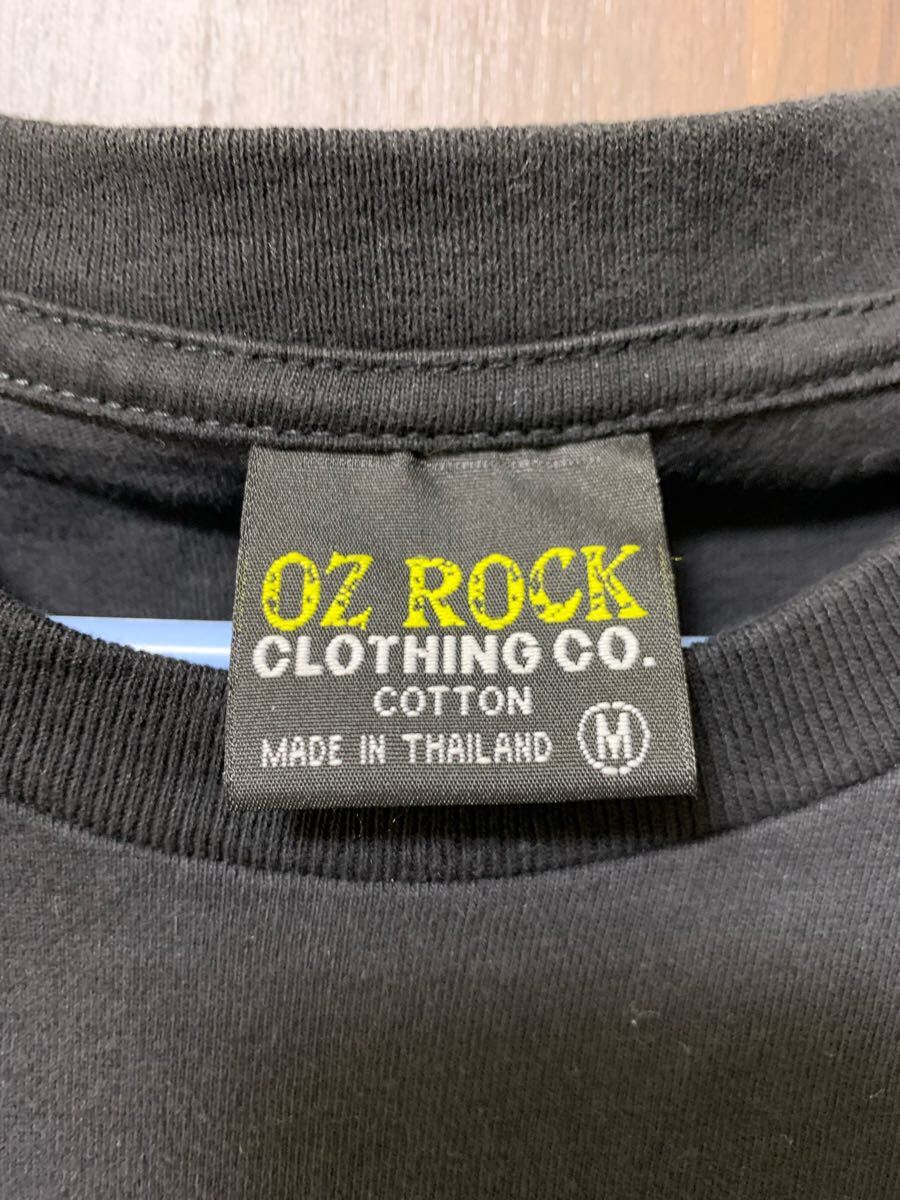 OZ ROCK
CLOTHING CO.
COTTON
MADE IN THAILAND M